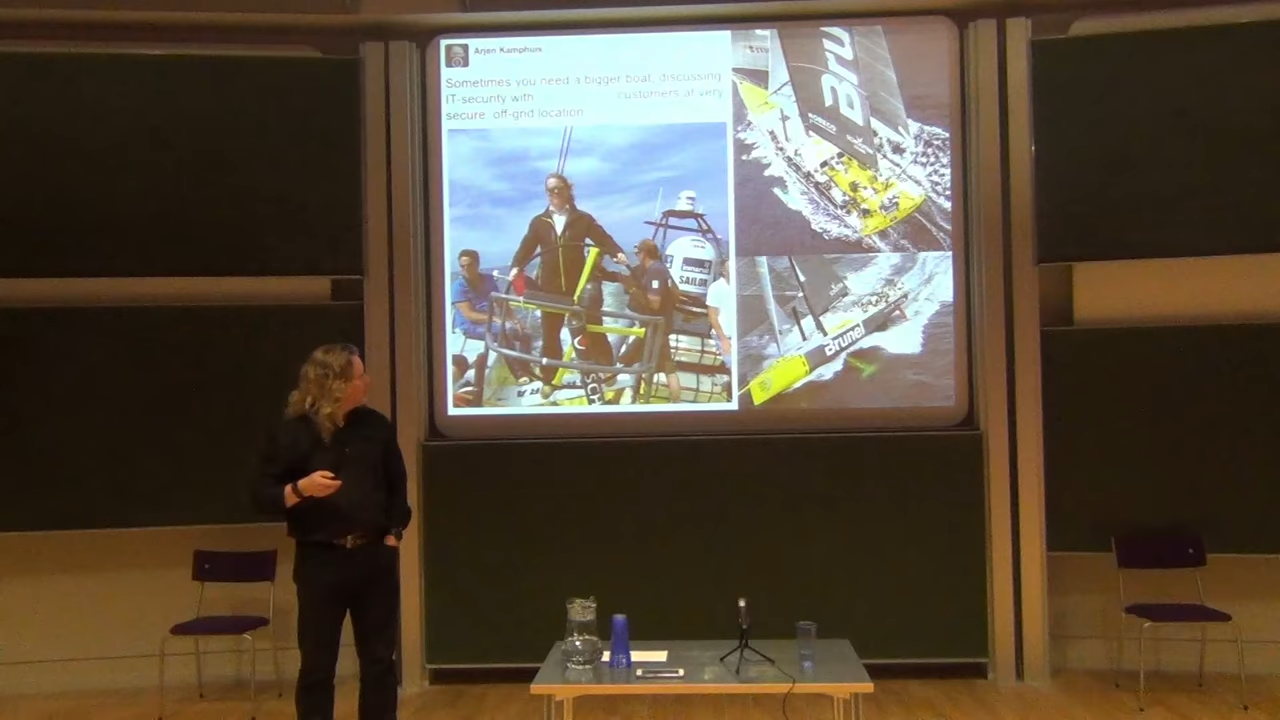 Arjen Kamphuis
Sometimes you need a bigger boat, discussing
IT-security with customers at very
secure, off-grid location
Bru
SAILOR
Brunel